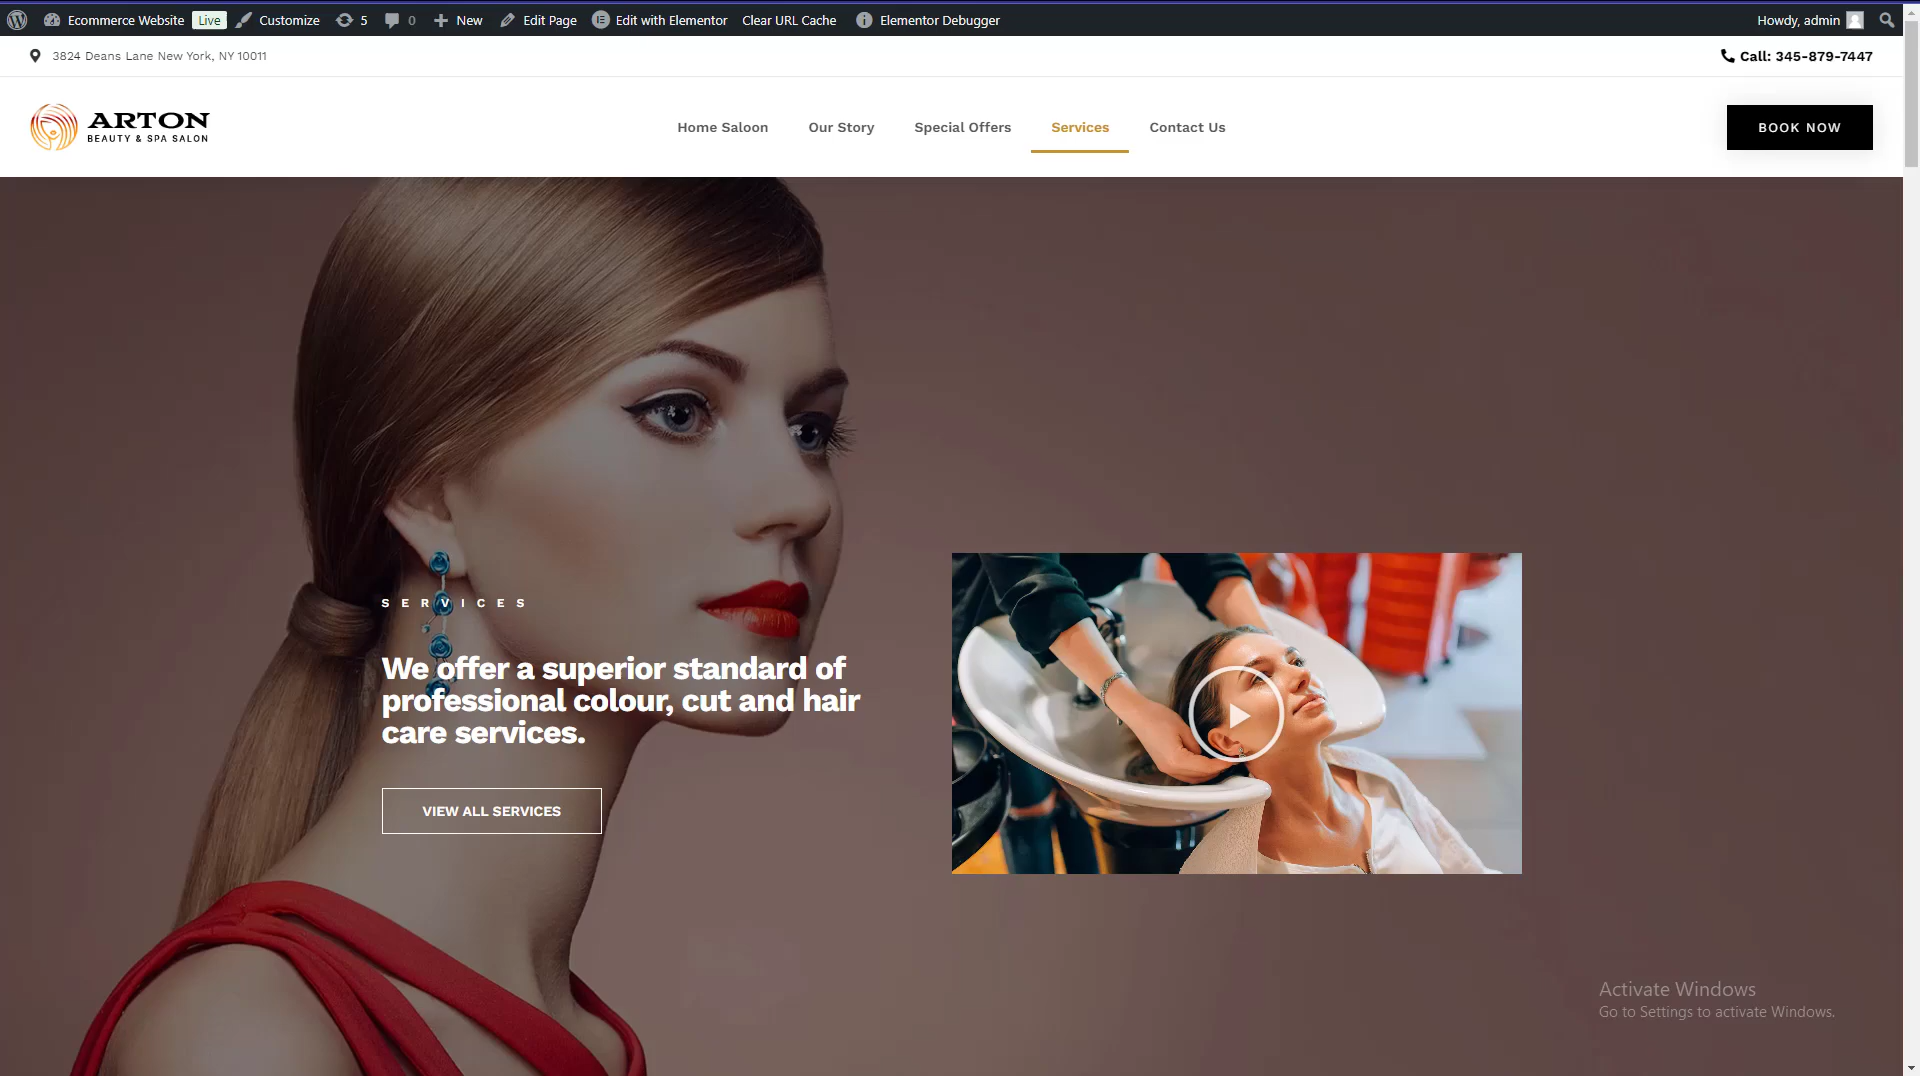 Ecommerce Website Live Customize 5 0 New Edit Page Edit with Elementor Clear URL Cache Elementor Debugger Howdy, admin
3824 Deans Lane New York, NY 10011 Call: 345-879-7447
ARTON
BEAUTY & SPA SALON
Home Saloon Our Story Special Offers Services Contact Us BOOK NOW
SERVICES
We offer a superior standard of
professional colour, cut and hair
care services.
VIEW ALL SERVICES
Activate Windows
Go to Settings to activate Windows.